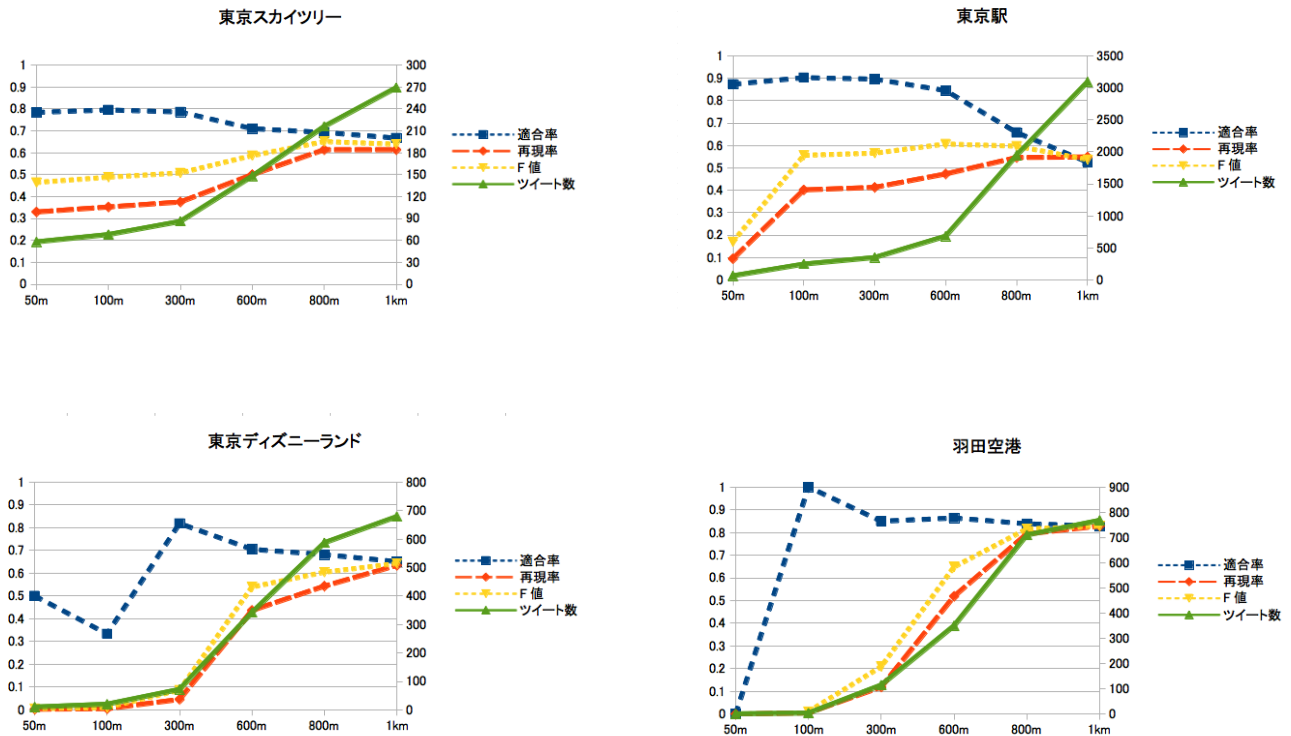 東京スカイツリー
1 300
0.9 270
0.8 240
0.7 210
0.6 180
0.5 150
0.4 120
0.3 90
0.2 60
0.1 30
0 0
50m 100m 300m 600m 800m 1km
適合率
再現率
F 値
ツイート数
東京駅
1 3500
0.9 3000
0.8 2500
0.7 2000
0.6 1500
0.5 1000
0.4 500
0.3 0
0.2
0.1
0
50m 100m 300m 600m 800m 1km
適合率
再現率
F 値
ツイート数
東京ディズニーランド
1 800
0.9 700
0.8 600
0.7 500
0.6 400
0.5 300
0.4 200
0.3 100
0.2 0
0.1
0
50m 100m 300m 600m 800m 1km
適合率
再現率
F 値
ツイート数
羽田空港
1 900
0.9 800
0.8 700
0.7 600
0.6 500
0.5 400
0.4 300
0.3 200
0.2 100
0.1 0
0
50m 100m 300m 600m 800m 1km
適合率
再現率
F 値
ツイート数